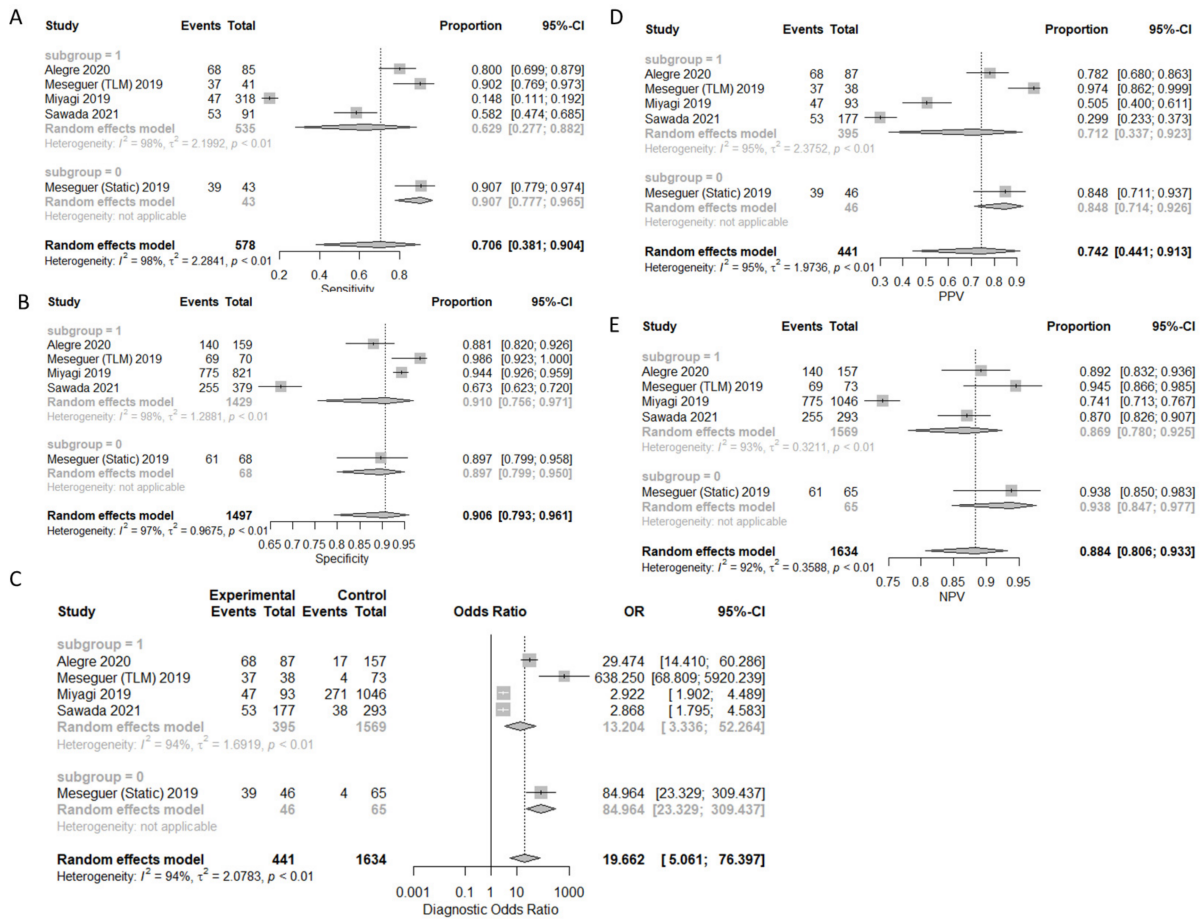 A
Study Events Total Proportion 95%-CI
subgroup = 1
Alegre 2020 68 85 0.800 [0.699; 0.879]
Meseguer (TLM) 2019 37 41 0.902 [0.769; 0.973]
Miyagi 2019 47 318 0.148 [0.111; 0.192]
Sawada 2021 53 91 0.582 [0.474; 0.685]
Random effects model 535 0.629 [0.277; 0.882]
Heterogeneity: I² = 98%, τ² = 2.1992, p < 0.01
subgroup = 0
Meseguer (Static) 2019 39 43 0.907 [0.779; 0.974]
Random effects model 43 0.907 [0.777; 0.965]
Heterogeneity: not applicable
Random effects model 578 0.706 [0.381; 0.904]
Heterogeneity: I² = 98%, τ² = 2.2841, p < 0.01
0.2 0.4 0.6 0.8
Sensitivity
B
Study Events Total Proportion 95%-CI
subgroup = 1
Alegre 2020 140 159 0.881 [0.820; 0.926]
Meseguer (TLM) 2019 69 70 0.986 [0.923; 1.000]
Miyagi 2019 775 821 0.944 [0.926; 0.959]
Sawada 2021 255 379 0.673 [0.623; 0.720]
Random effects model 1429 0.910 [0.756; 0.971]
Heterogeneity: I² = 98%, τ² = 1.2881, p < 0.01
subgroup = 0
Meseguer (Static) 2019 61 68 0.897 [0.799; 0.958]
Random effects model 68 0.897 [0.799; 0.950]
Heterogeneity: not applicable
Random effects model 1497 0.906 [0.793; 0.961]
Heterogeneity: I² = 97%, τ² = 0.9675, p < 0.01
0.65 0.7 0.75 0.8 0.85 0.9 0.95
Specificity
C
Experimental Control
Study Events Total Events Total Odds Ratio OR 95%-CI
subgroup = 1
Alegre 2020 68 87 17 157 29.474 [14.410; 60.286]
Meseguer (TLM) 2019 37 38 4 73 638.250 [68.809; 5920.239]
Miyagi 2019 47 93 271 1046 2.922 [ 1.902; 4.489]
Sawada 2021 53 177 38 293 2.868 [ 1.795; 4.583]
Random effects model 395 1569 13.204 [ 3.336; 52.264]
Heterogeneity: I² = 94%, τ² = 1.6919, p < 0.01
subgroup = 0
Meseguer (Static) 2019 39 46 4 65 84.964 [23.329; 309.437]
Random effects model 46 65 84.964 [23.329; 309.437]
Heterogeneity: not applicable
Random effects model 441 1634 19.662 [ 5.061; 76.397]
Heterogeneity: I² = 94%, τ² = 2.0783, p < 0.01
0.001 0.1 1 10 1000
Diagnostic Odds Ratio
D
Study Events Total Proportion 95%-CI
subgroup = 1
Alegre 2020 68 87 0.782 [0.680; 0.863]
Meseguer (TLM) 2019 37 38 0.974 [0.862; 0.999]
Miyagi 2019 47 93 0.505 [0.400; 0.611]
Sawada 2021 53 177 0.299 [0.233; 0.373]
Random effects model 395 0.712 [0.337; 0.923]
Heterogeneity: I² = 95%, τ² = 2.3752, p < 0.01
subgroup = 0
Meseguer (Static) 2019 39 46 0.848 [0.711; 0.937]
Random effects model 46 0.848 [0.714; 0.926]
Heterogeneity: not applicable
Random effects model 441 0.742 [0.441; 0.913]
Heterogeneity: I² = 95%, τ² = 1.9736, p < 0.01
0.3 0.4 0.5 0.6 0.7 0.8 0.9 1
PPV
E
Study Events Total Proportion 95%-CI
subgroup = 1
Alegre 2020 140 157 0.892 [0.832; 0.936]
Meseguer (TLM) 2019 69 73 0.945 [0.866; 0.985]
Miyagi 2019 775 1046 0.741 [0.713; 0.767]
Sawada 2021 255 293 0.870 [0.826; 0.907]
Random effects model 1569 0.869 [0.780; 0.925]
Heterogeneity: I² = 93%, τ² = 0.3211, p < 0.01
subgroup = 0
Meseguer (Static) 2019 61 65 0.938 [0.850; 0.983]
Random effects model 65 0.938 [0.847; 0.977]
Heterogeneity: not applicable
Random effects model 1634 0.884 [0.806; 0.933]
Heterogeneity: I² = 92%, τ² = 0.3588, p < 0.01
0.75 0.8 0.85 0.9 0.95
NPV